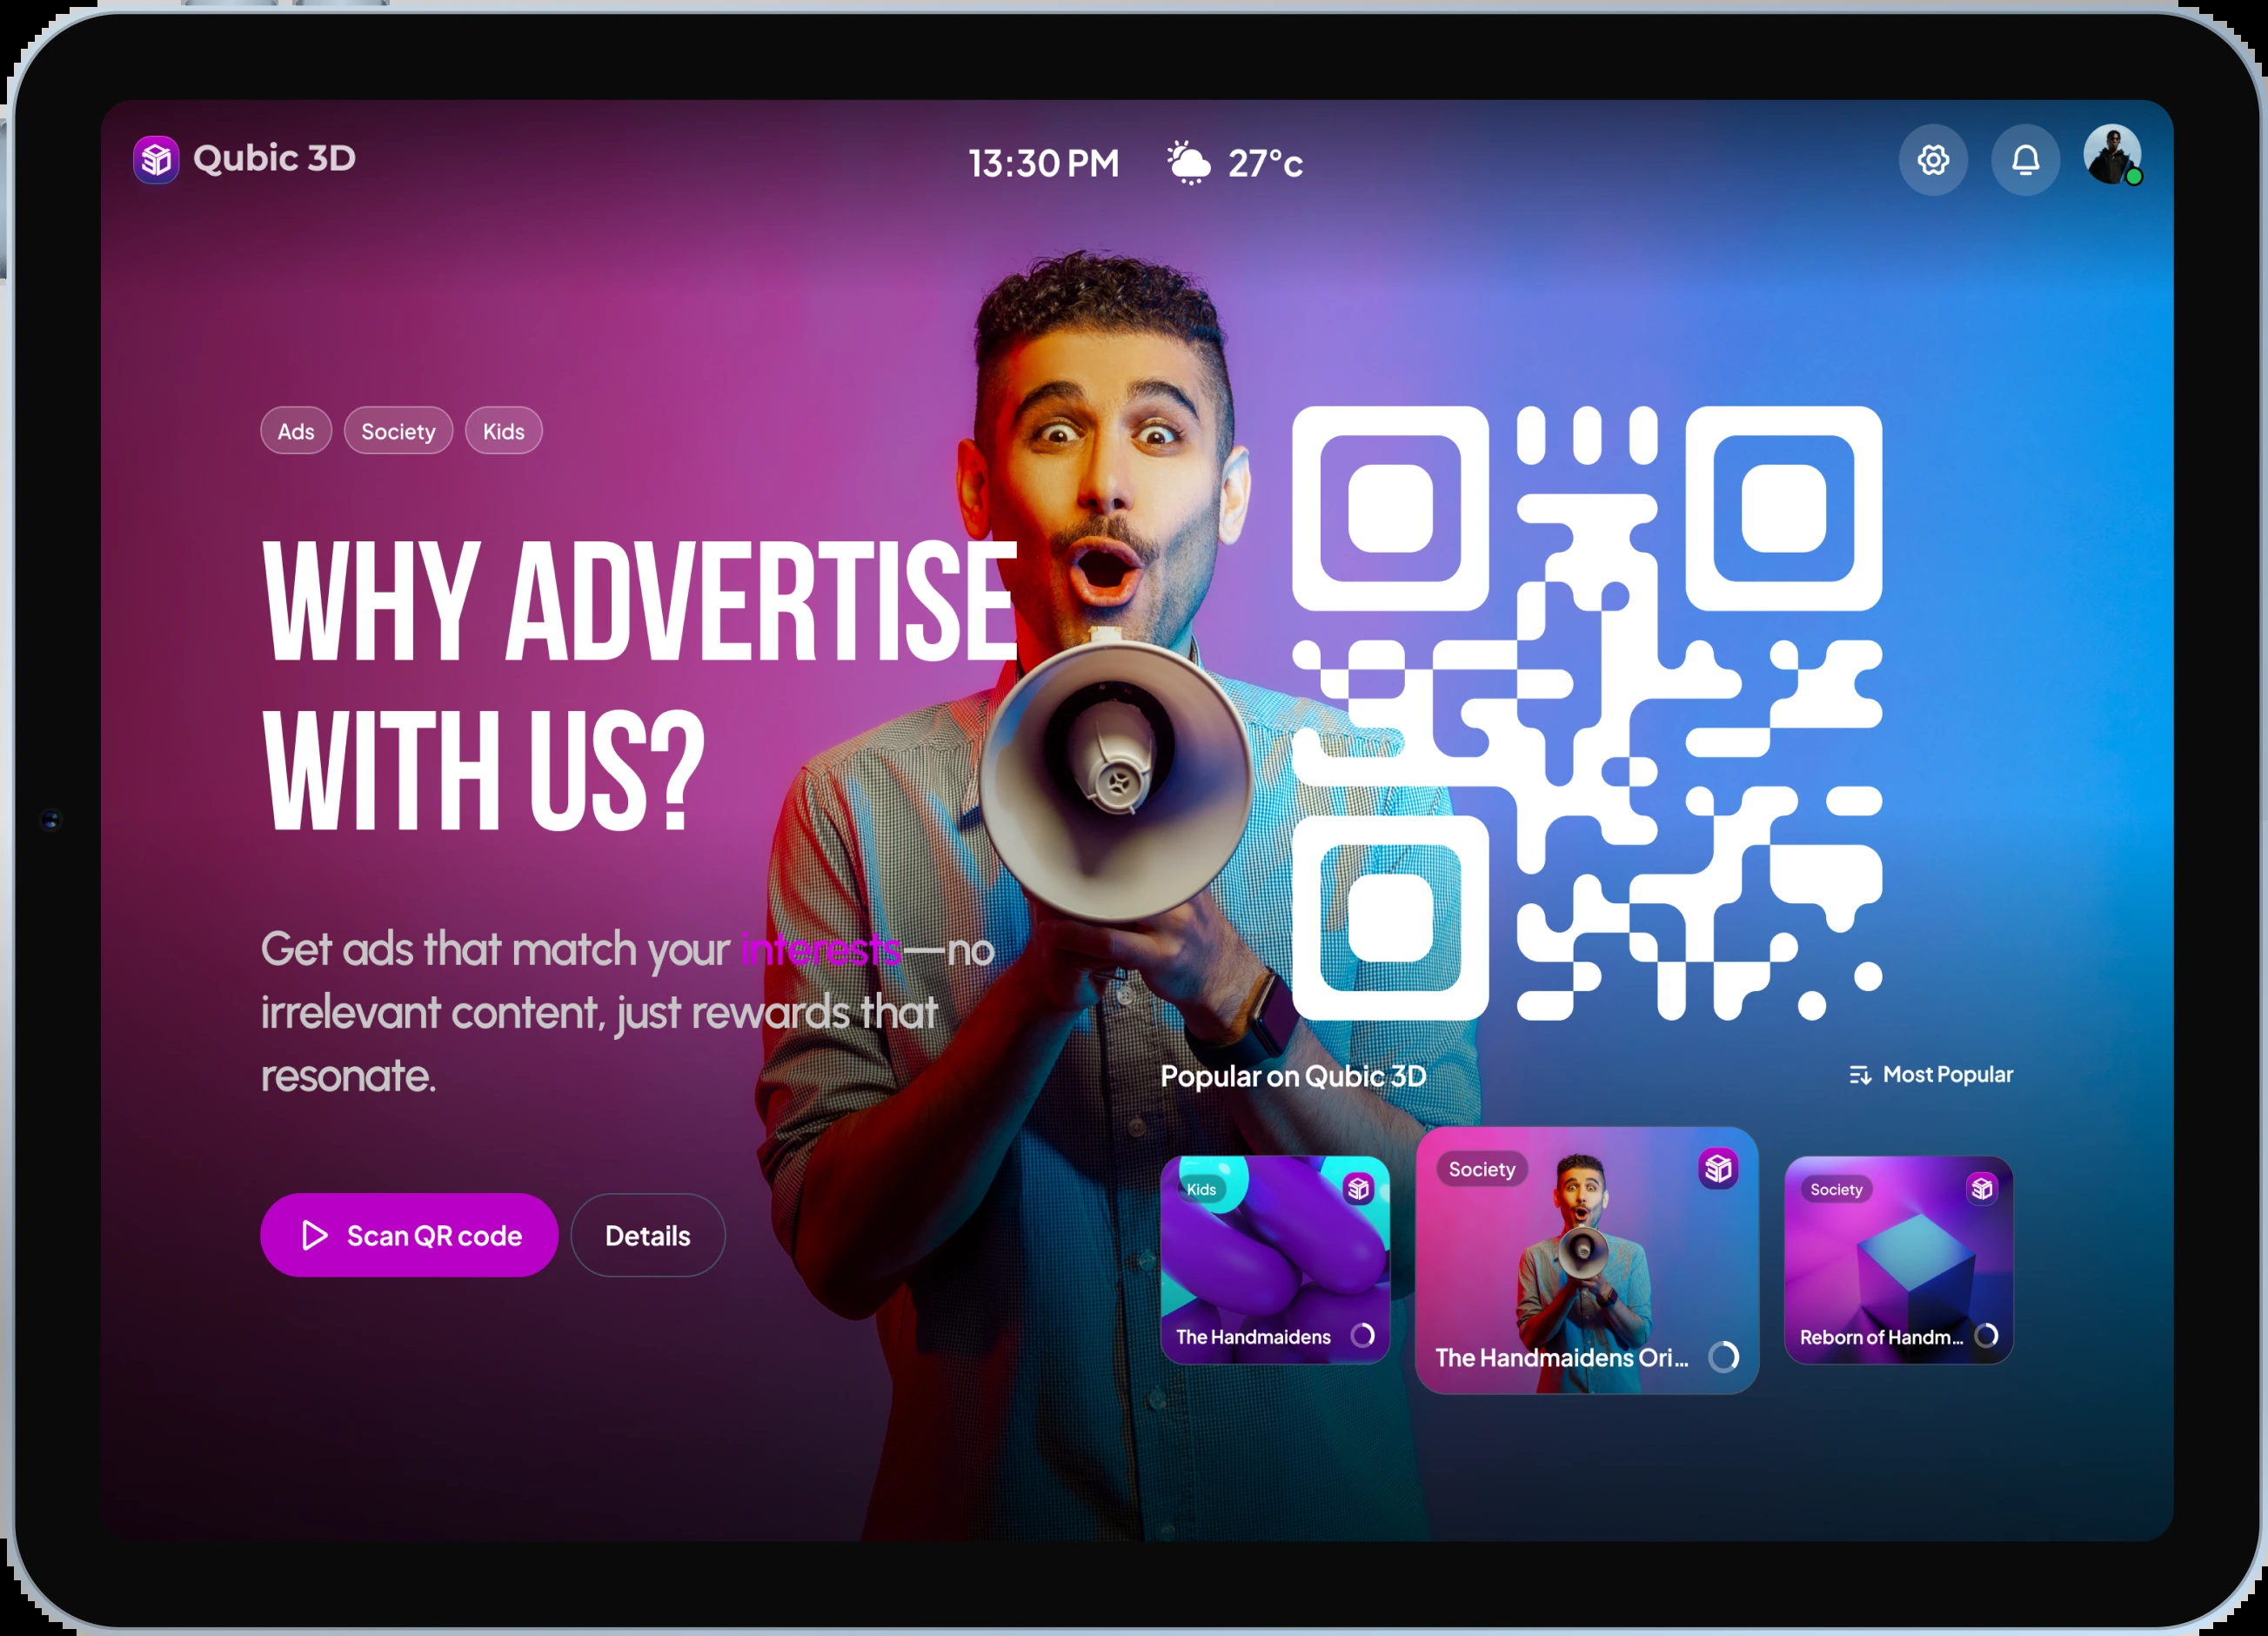 Qubic 3D
13:30 PM
27°c
Ads
Society
Kids
WHY ADVERTISE
WITH US?
Get ads that match your interests—no
irrelevant content, just rewards that
resonate.
Scan QR code
Details
Popular on Qubic 3D
Most Popular
Kids
The Handmaidens
Society
The Handmaidens Ori...
Society
Reborn of Handm...